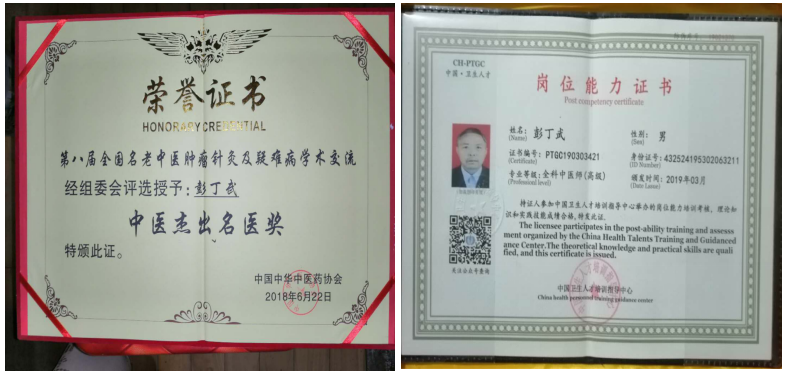 荣誉证书
HONORARY CREDENTIAL
第八届全国名老中医肿瘤针灸及疑难病学术交流
经组委会评选授予:彭丁武
中医杰出名医奖
特颁此证。
中国中华中医药协会
2018年6月22日
CH-PTGC
中国·卫生人才
岗位能力证书
Post competency certificate
姓名: 彭丁武
(Name)
性别: 男
(Sex)
证书编号: PTGC190303421
(Certificate)
身份证号: 432524195302063211
(ID Number)
专业等级: 全科中医师(高级)
(Professional level)
颁发时间: 2019年03月
(Date Lssue)
关注公众号查询
持证人参加中国卫生人才培训指导中心举办的岗位能力培训考核,理论知
识和实践技能成绩合格,特发此证。
The licensee participates in the post-ability training and assess
ment organized by the China Health Talents Training and Guidanced
ance Center.The theoretical knowledge and practical skills are quali
fied, and this certificate is issued.
中国卫生人才培训指导中心
China health personnel training guidance center